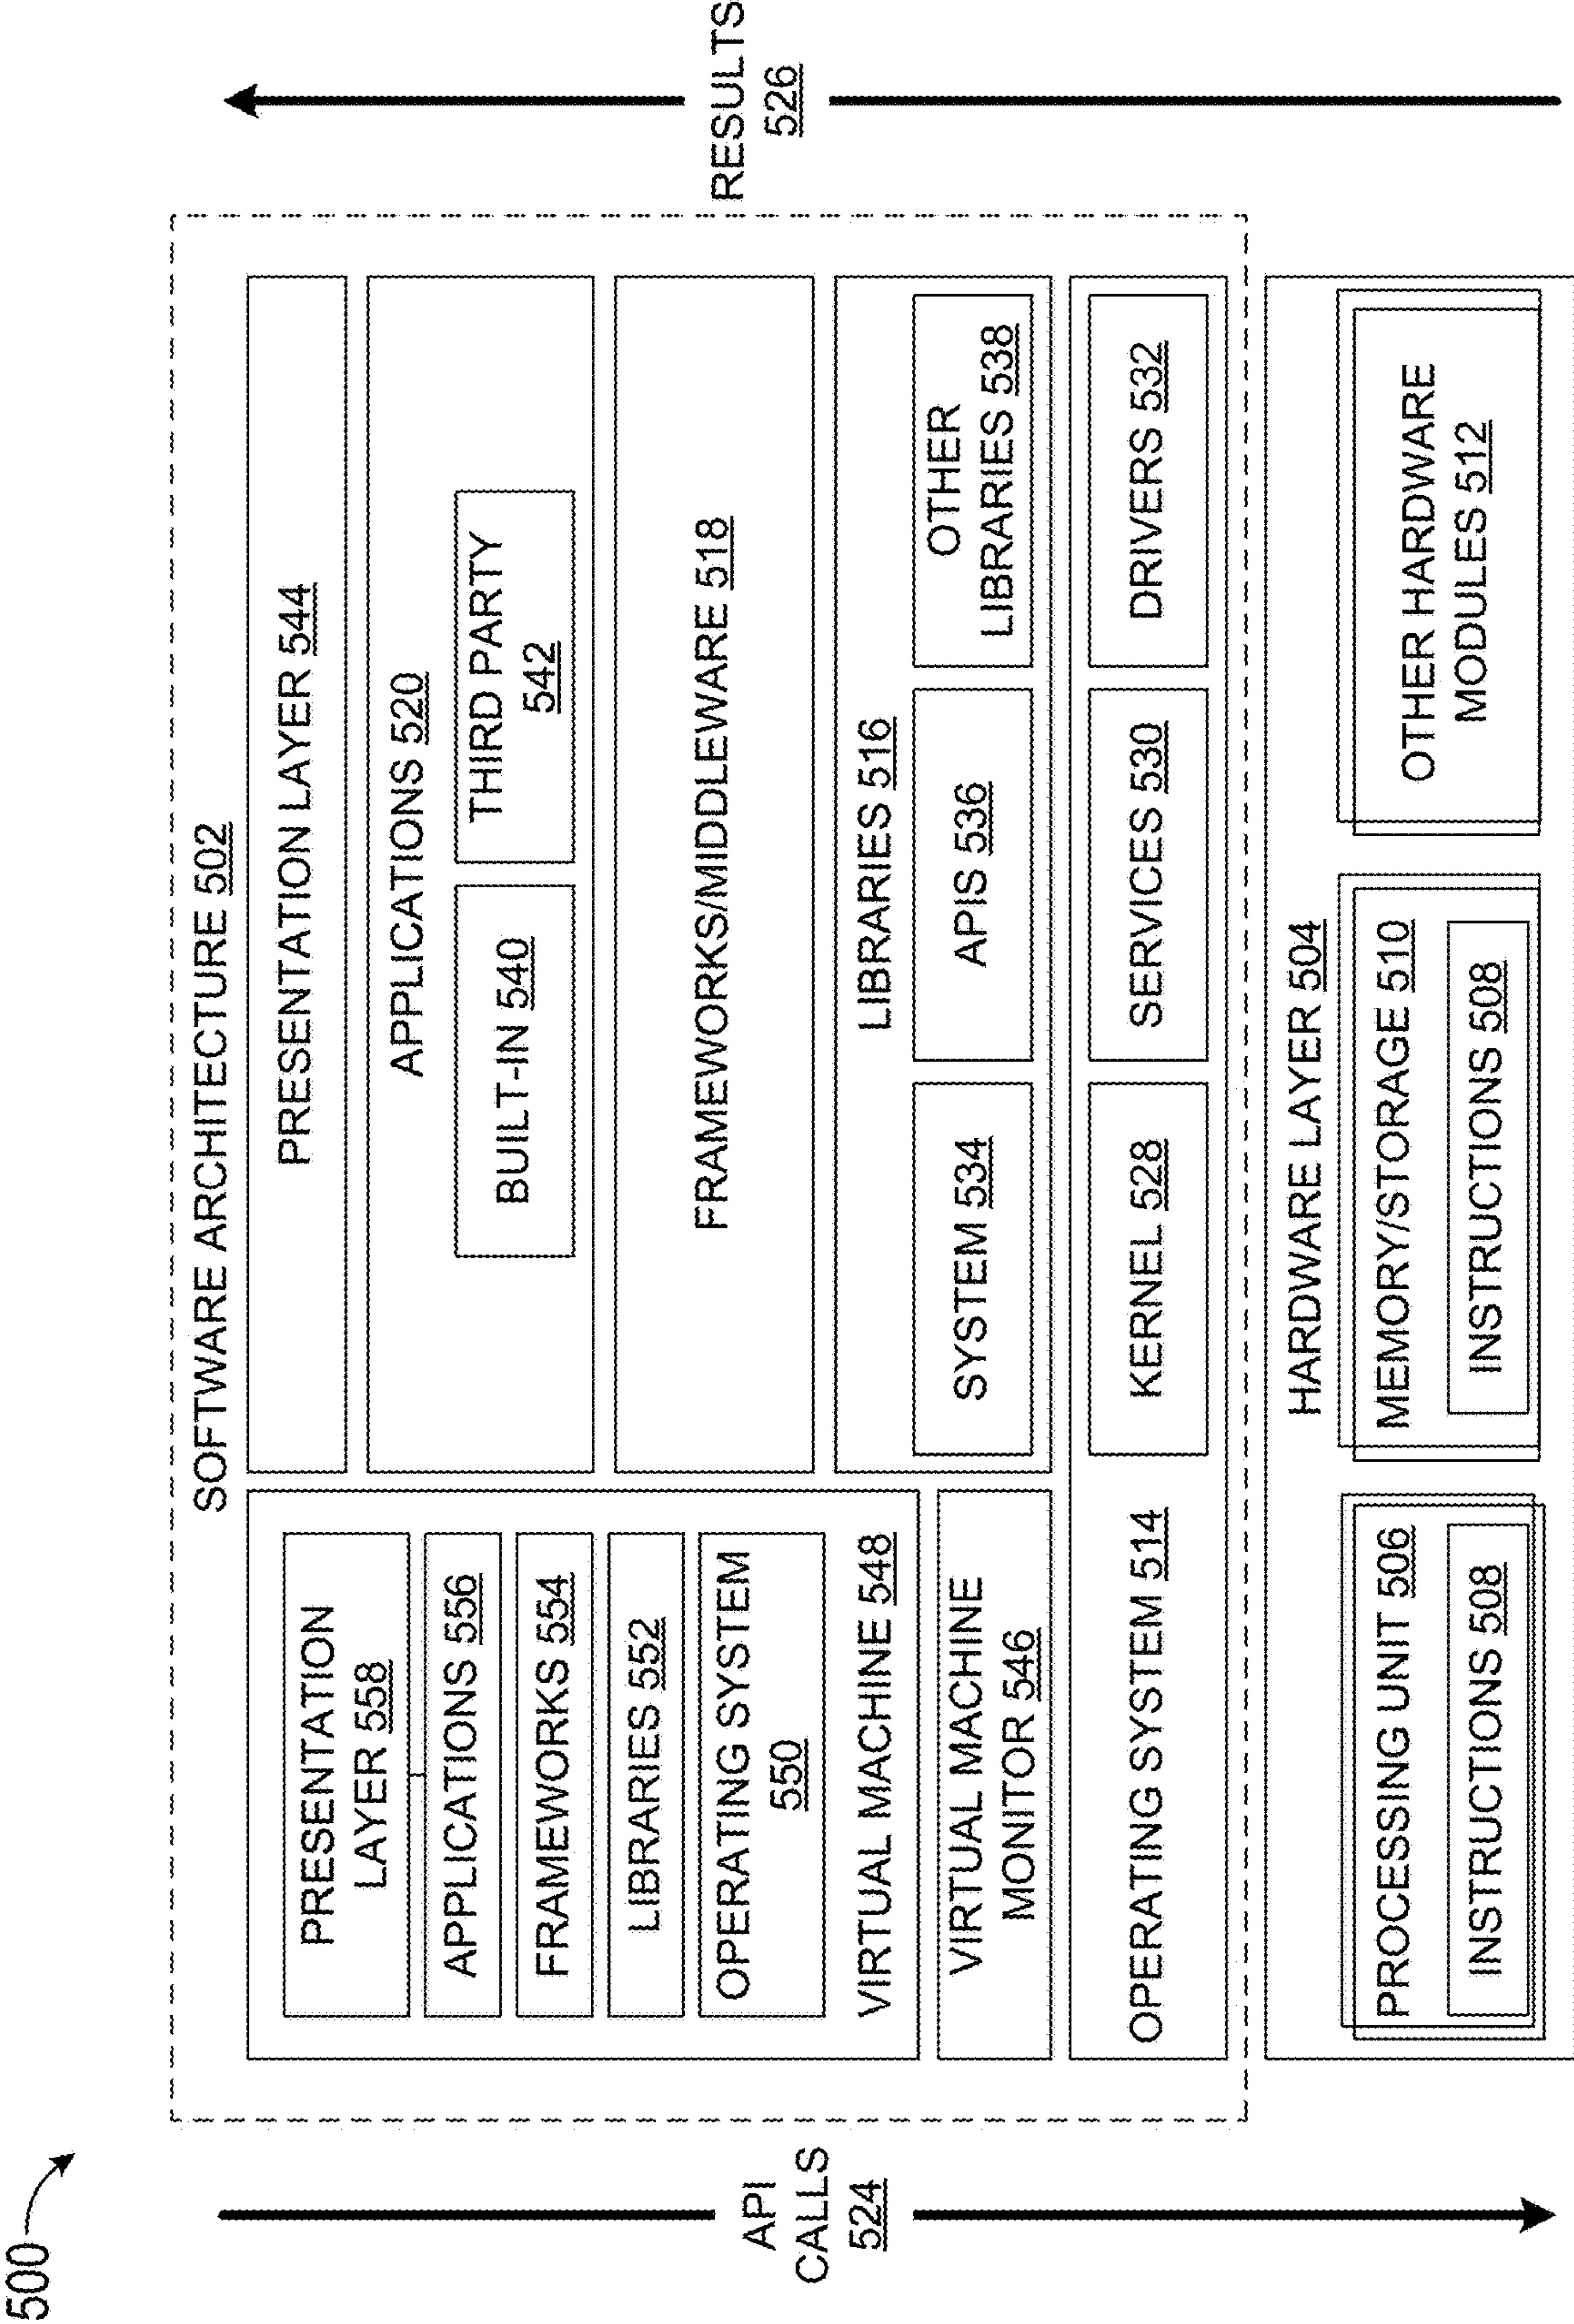 500
SOFTWARE ARCHITECTURE 502
PRESENTATION
LAYER 558
APPLICATIONS 556
FRAMEWORKS 554
LIBRARIES 552
OPERATING SYSTEM
550
VIRTUAL MACHINE 548
VIRTUAL MACHINE
MONITOR 546
PRESENTATION LAYER 544
APPLICATIONS 520
BUILT-IN 540
THIRD PARTY
542
FRAMEWORKS/MIDDLEWARE 518
LIBRARIES 516
SYSTEM 534
APIS 536
OTHER
LIBRARIES 538
OPERATING SYSTEM 514
KERNEL 528
SERVICES 530
DRIVERS 532
HARDWARE LAYER 504
PROCESSING UNIT 506
INSTRUCTIONS 508
MEMORY/STORAGE 510
INSTRUCTIONS 508
OTHER HARDWARE
MODULES 512
API
CALLS
524
RESULTS
526